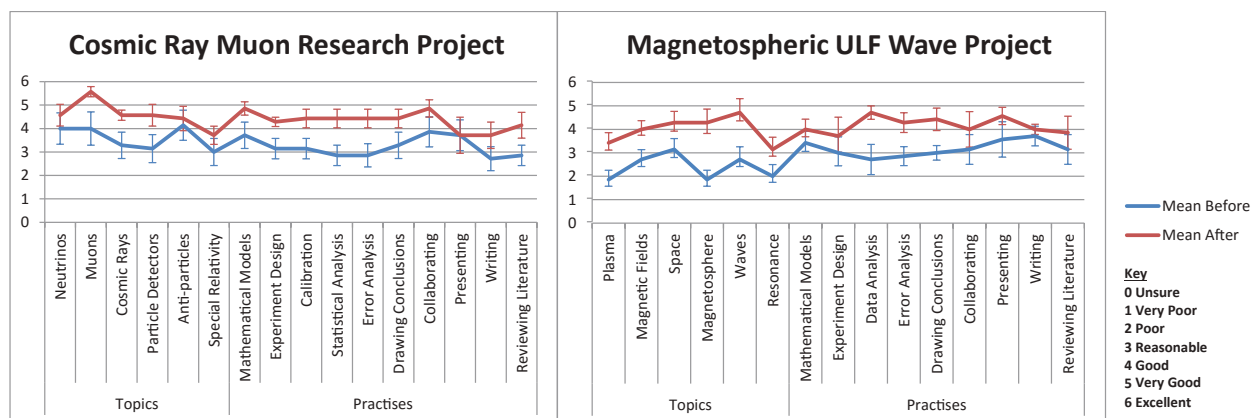 Cosmic Ray Muon Research Project
6
5
4
3
2
1
0
Neutrinos
Muons
Cosmic Rays
Particle Detectors
Anti-particles
Special Relativity
Mathematical Models
Experiment Design
Calibration
Statistical Analysis
Error Analysis
Drawing Conclusions
Collaborating
Presenting
Writing
Reviewing Literature
Topics
Practises
Magnetospheric ULF Wave Project
6
5
4
3
2
1
0
Plasma
Magnetic Fields
Space
Magnetosphere
Waves
Resonance
Mathematical Models
Experiment Design
Data Analysis
Error Analysis
Drawing Conclusions
Collaborating
Presenting
Writing
Reviewing Literature
Topics
Practises
Mean Before
Mean After
Key
0 Unsure
1 Very Poor
2 Poor
3 Reasonable
4 Good
5 Very Good
6 Excellent